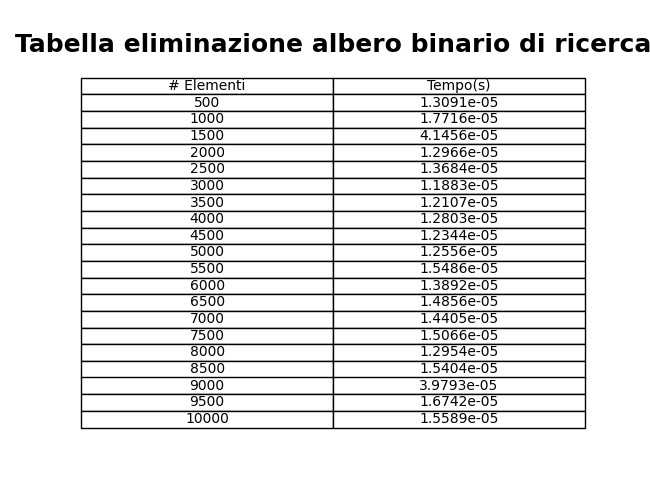 Tabella eliminazione albero binario di ricerca
# Elementi Tempo(s)
500 1.3091e-05
1000 1.7716e-05
1500 4.1456e-05
2000 1.2966e-05
2500 1.3684e-05
3000 1.1883e-05
3500 1.2107e-05
4000 1.2803e-05
4500 1.2344e-05
5000 1.2556e-05
5500 1.5486e-05
6000 1.3892e-05
6500 1.4856e-05
7000 1.4405e-05
7500 1.5066e-05
8000 1.2954e-05
8500 1.5404e-05
9000 3.9793e-05
9500 1.6742e-05
10000 1.5589e-05